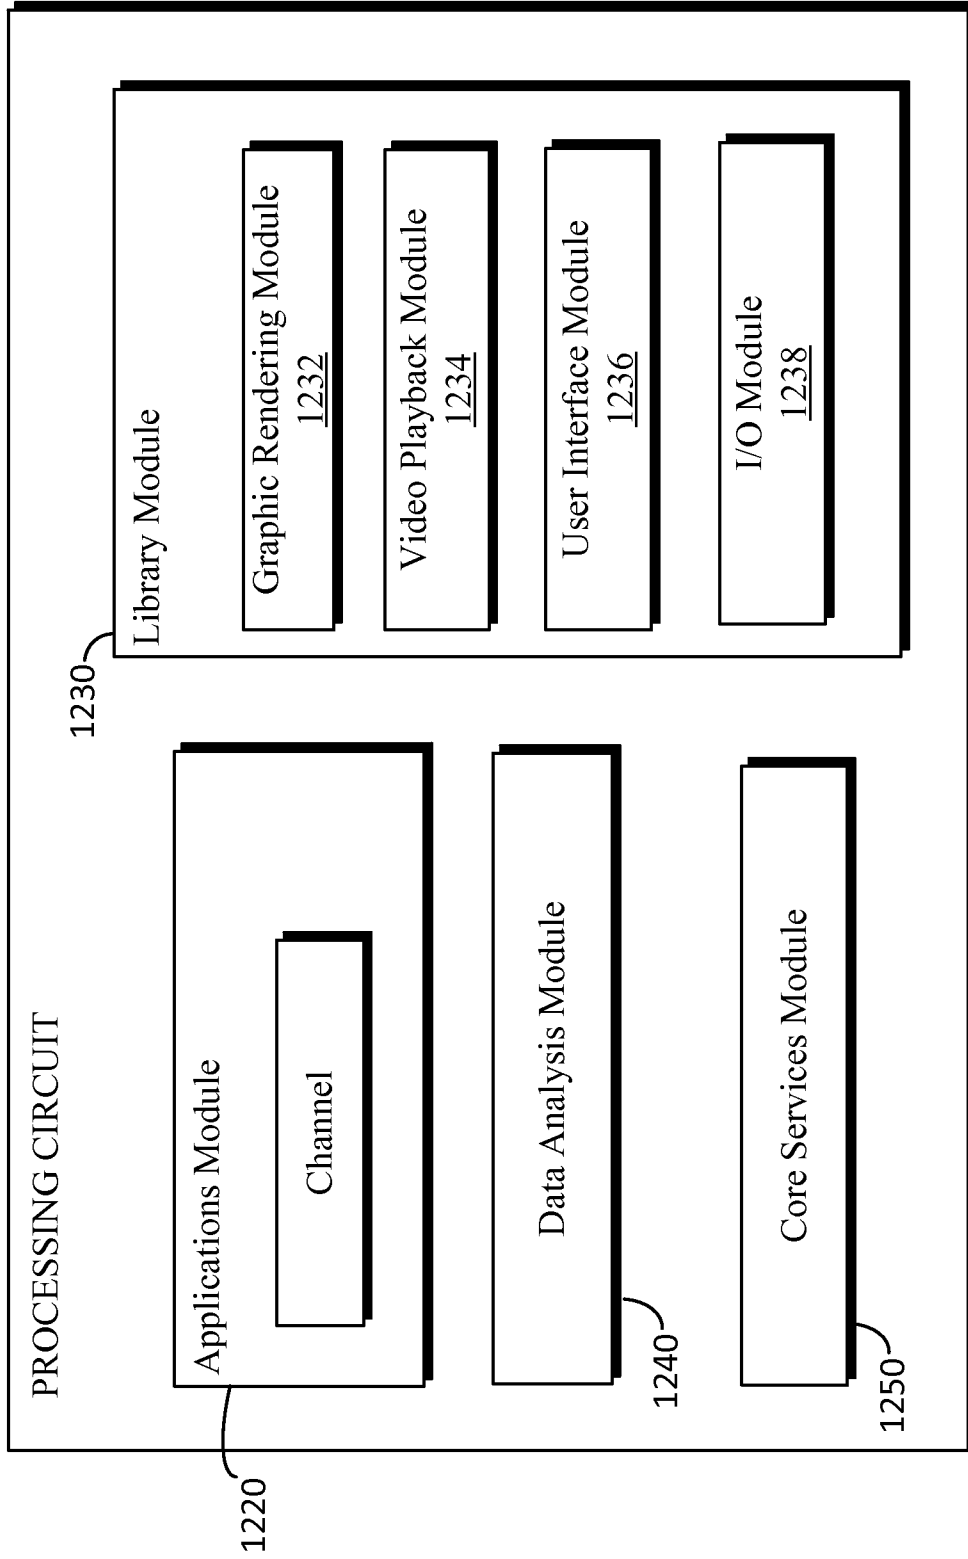 PROCESSING CIRCUIT
1220
Applications Module
Channel
Data Analysis Module
1240
Core Services Module
1250
1230
Library Module
Graphic Rendering Module
1232
Video Playback Module
1234
User Interface Module
1236
I/O Module
1238